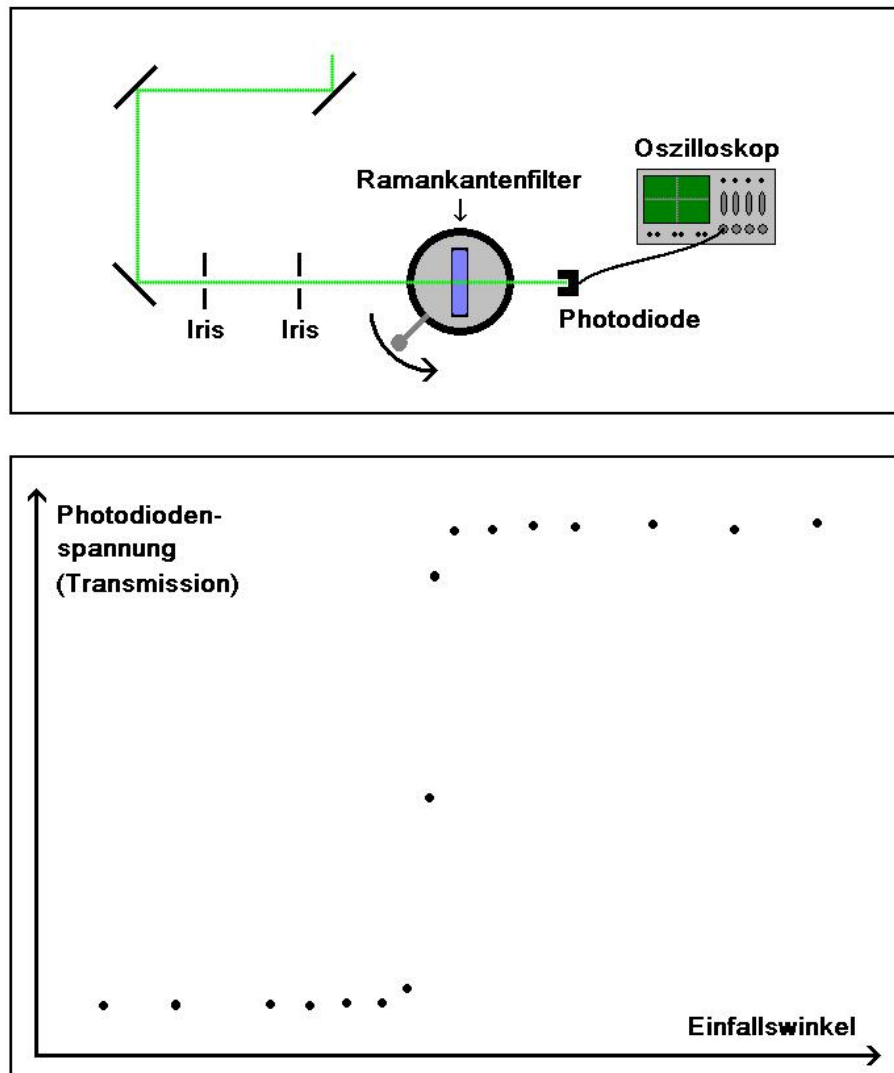 Oszilloskop
Ramankantenfilter
Iris Iris
Photodiode
Photodioden-
spannung
(Transmission)
Einfallswinkel